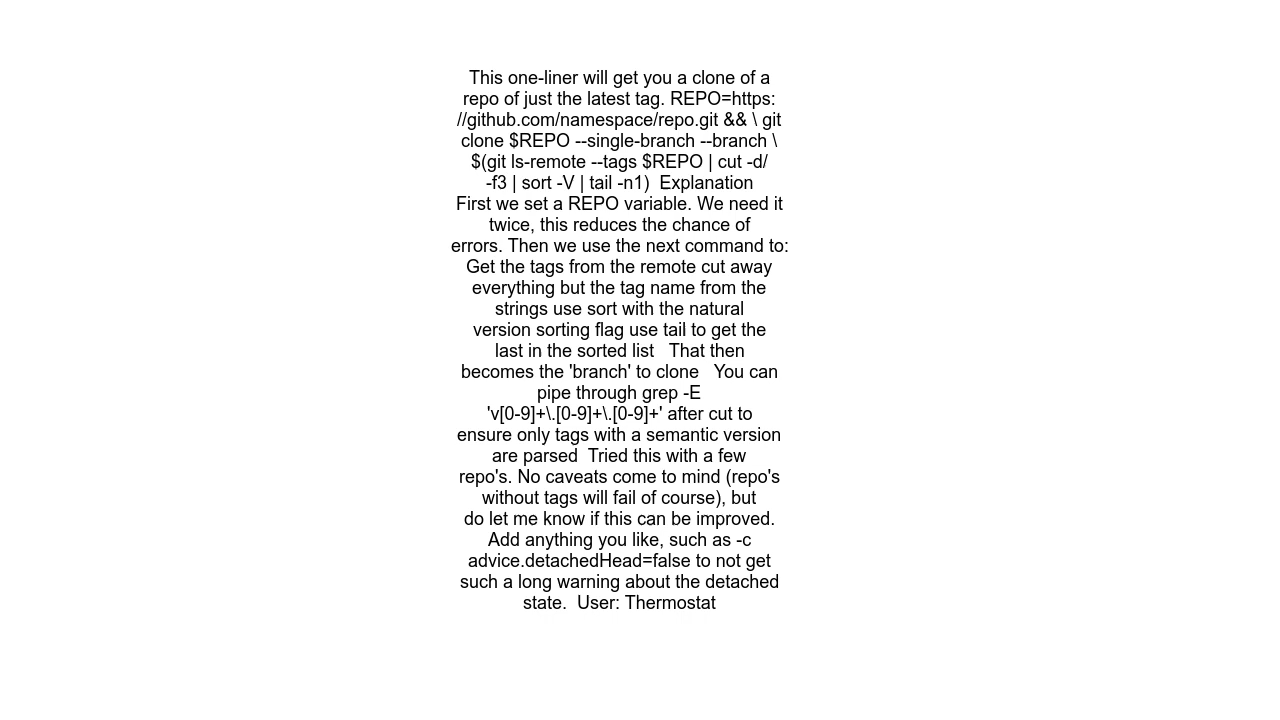 This one-liner will get you a clone of a
repo of just the latest tag. REPO=https:
//github.com/namespace/repo.git && \ git
clone $REPO --single-branch --branch \
$(git ls-remote --tags $REPO | cut -d/
-f3 | sort -V | tail -n1)  Explanation
First we set a REPO variable. We need it
twice, this reduces the chance of
errors. Then we use the next command to:
Get the tags from the remote cut away
everything but the tag name from the
strings use sort with the natural
version sorting flag use tail to get the
last in the sorted list   That then
becomes the 'branch' to clone   You can
pipe through grep -E
'v[0-9]+\.[0-9]+\.[0-9]+' after cut to
ensure only tags with a semantic version
are parsed  Tried this with a few
repo's. No caveats come to mind (repo's
without tags will fail of course), but
do let me know if this can be improved.
Add anything you like, such as -c
advice.detachedHead=false to not get
such a long warning about the detached
state.  User: Thermostat